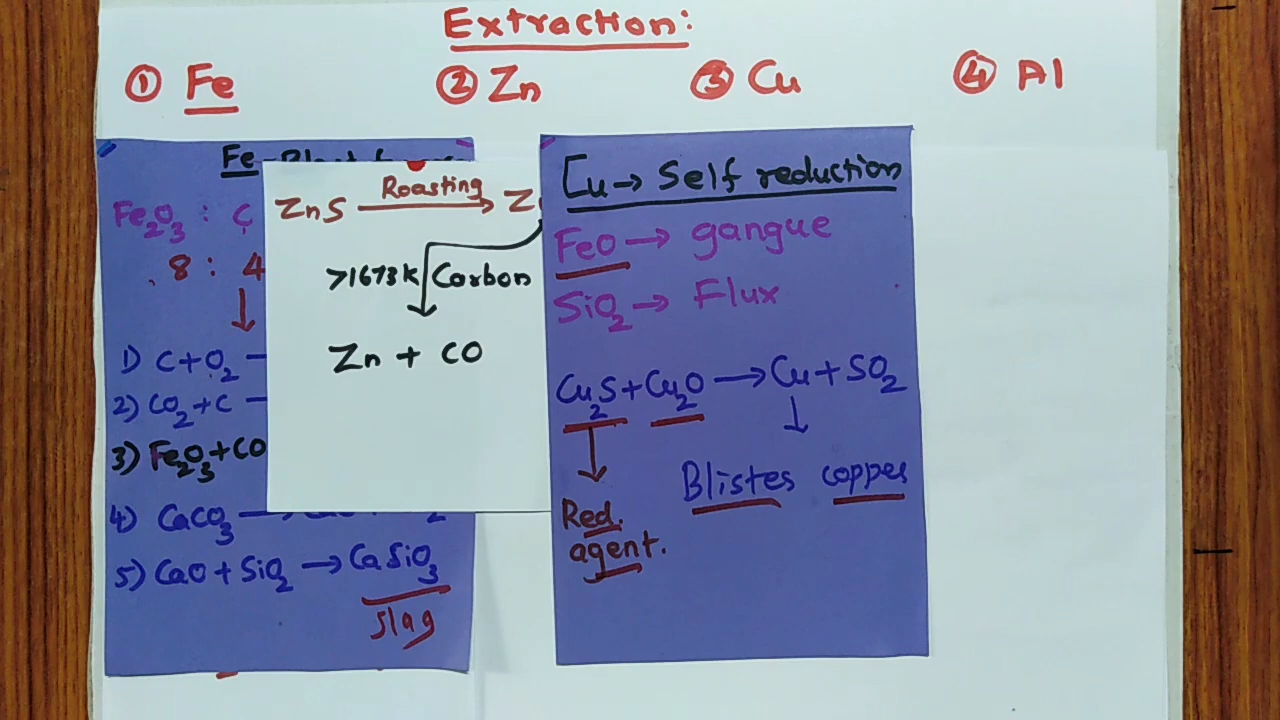 Extraction:
① Fe ② Zn ③ Cu ④ Al
Fe
Fe₂O₃ : C
8 : 4
1) C + O₂
2) CO₂ + C
3) Fe₂O₃ + CO
4) CaCO₃ →
5) CaO + SiO₂ → CaSiO₃
slag
ZnS Roasting → Z
>1673k Carbon
Zn + CO
Cu → Self reduction
FeO → gangue
SiO₂ → Flux
Cu₂S + Cu₂O → Cu + SO₂
Blister copper
Red.
agent.